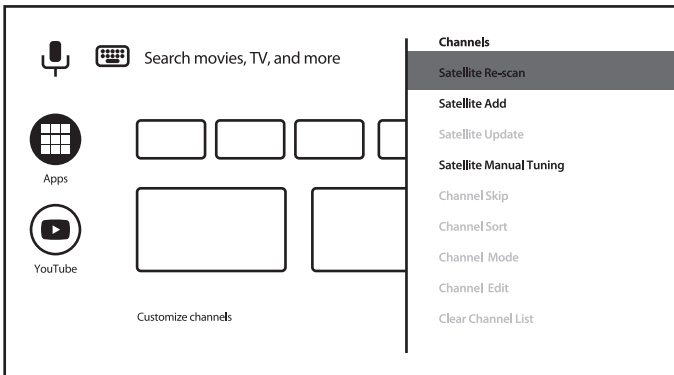 Search movies, TV, and more
Apps
YouTube
Customize channels
Channels
Satellite Re-scan
Satellite Add
Satellite Update
Satellite Manual Tuning
Channel Skip
Channel Sort
Channel Mode
Channel Edit
Clear Channel List